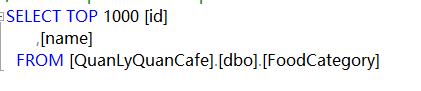 SELECT TOP 1000 [id]
,[name]
FROM [QuanLyQuanCafe].[dbo].[FoodCategory]